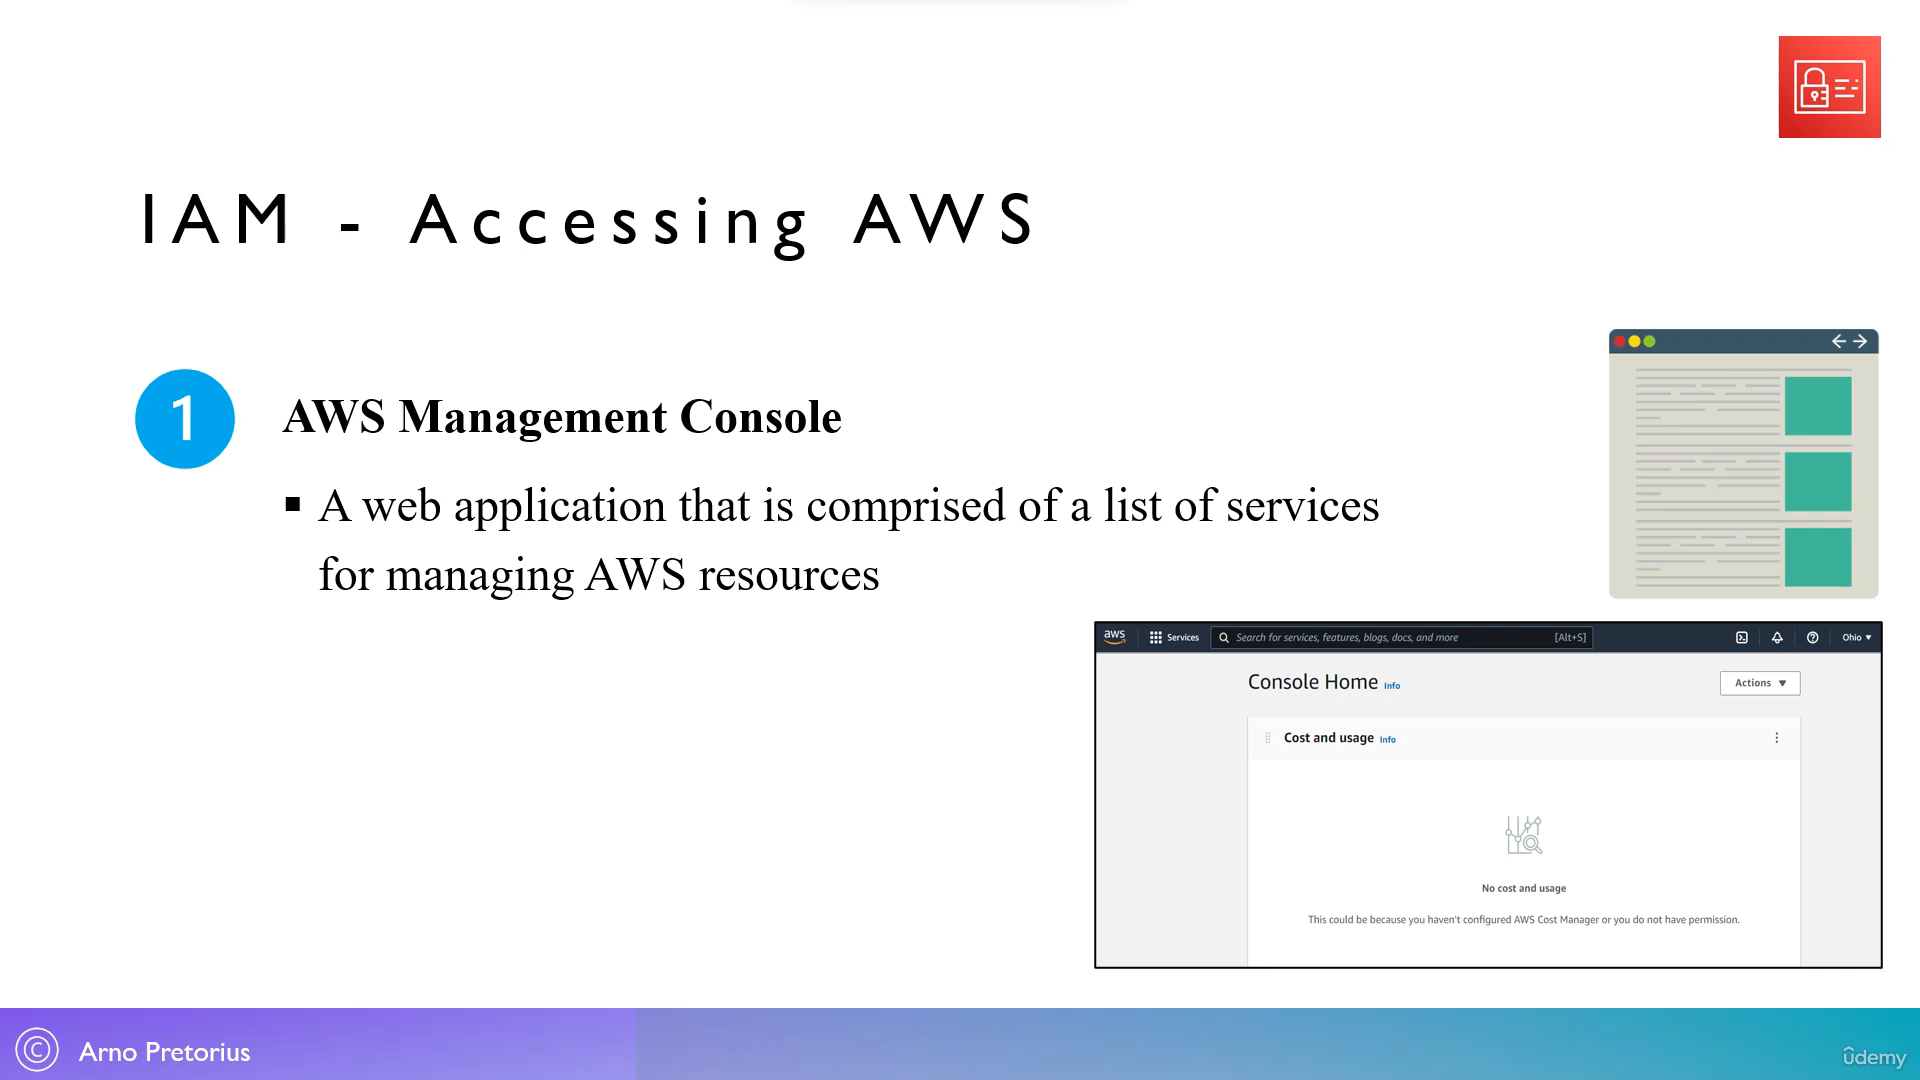 IAM - Accessing AWS
1
AWS Management Console
▪ A web application that is comprised of a list of services
for managing AWS resources
aws
Services
Search for services, features, blogs, docs, and more
[Alt+S]
Ohio ▼
Console Home Info
Actions ▼
Cost and usage Info
No cost and usage
This could be because you haven't configured AWS Cost Manager or you do not have permission.
© Arno Pretorius
udemy